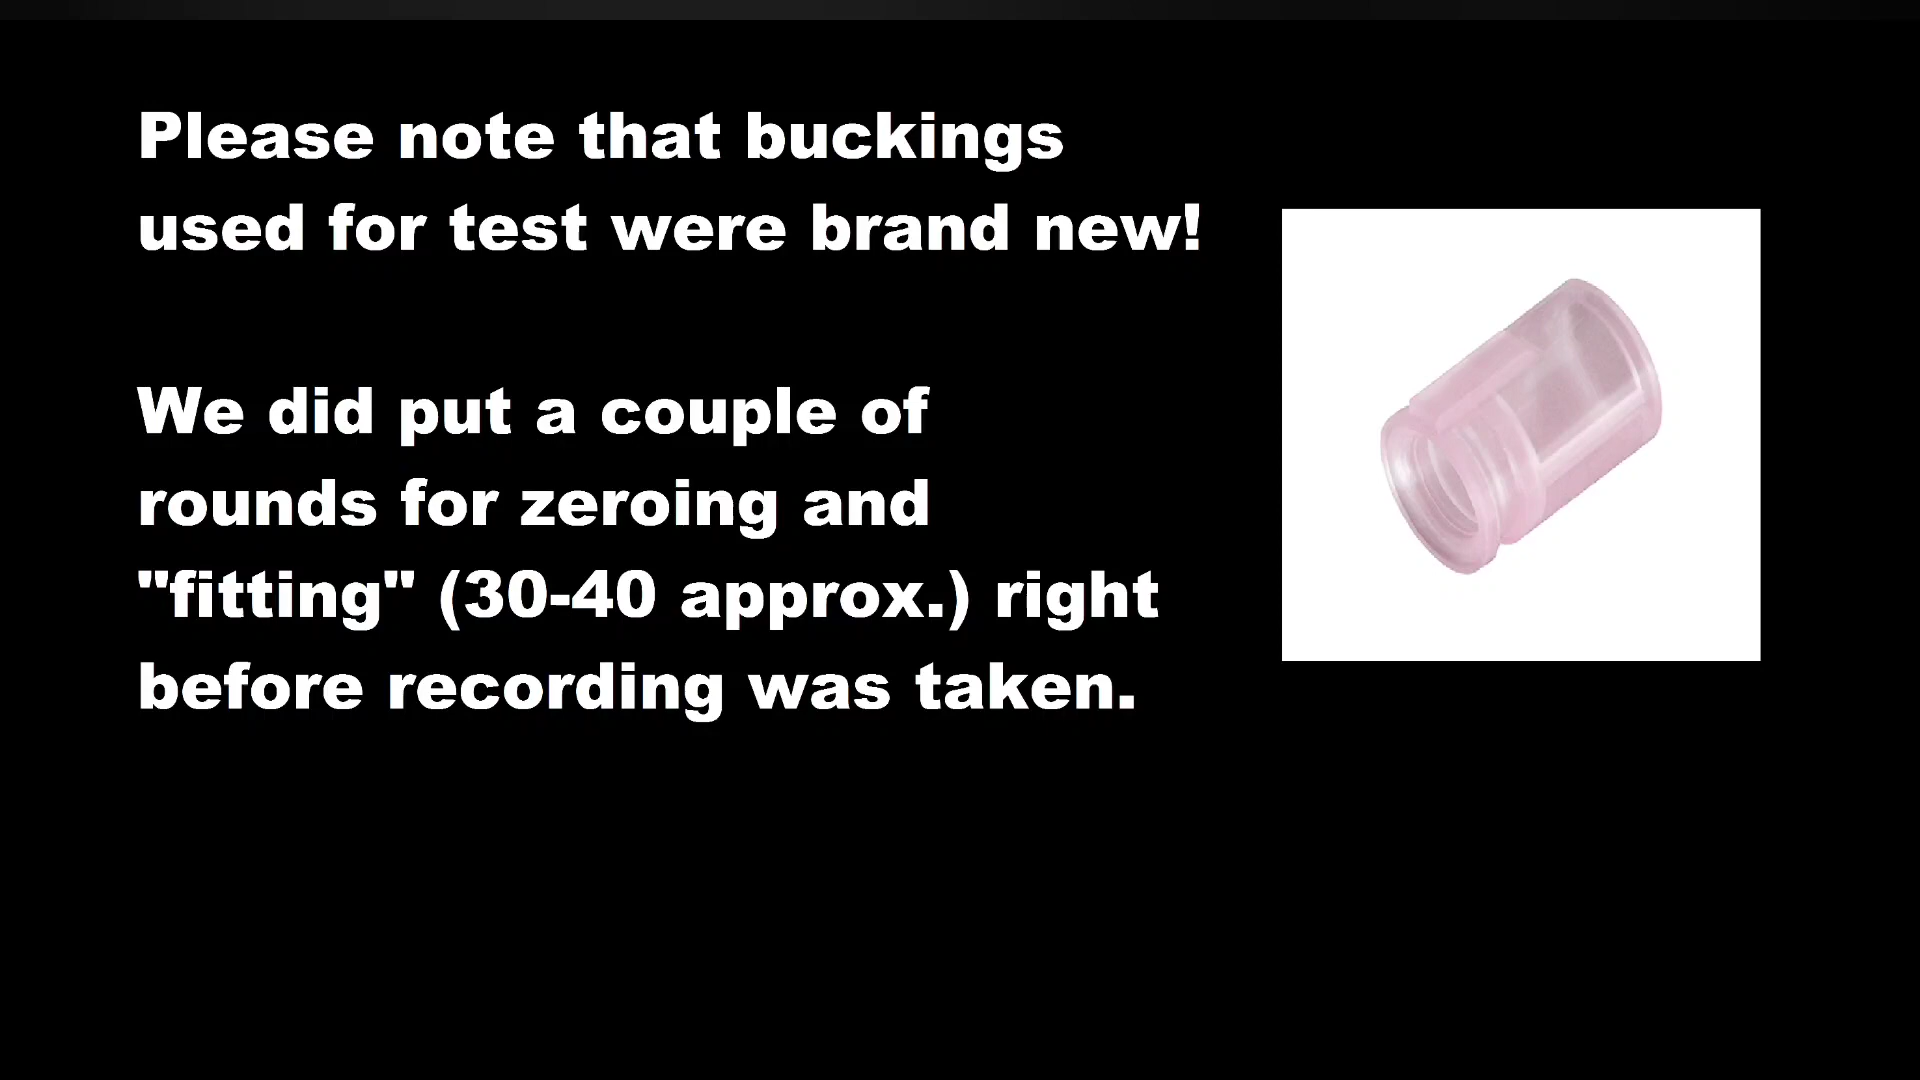 Please note that buckings
used for test were brand new!
We did put a couple of
rounds for zeroing and
"fitting" (30-40 approx.) right
before recording was taken.